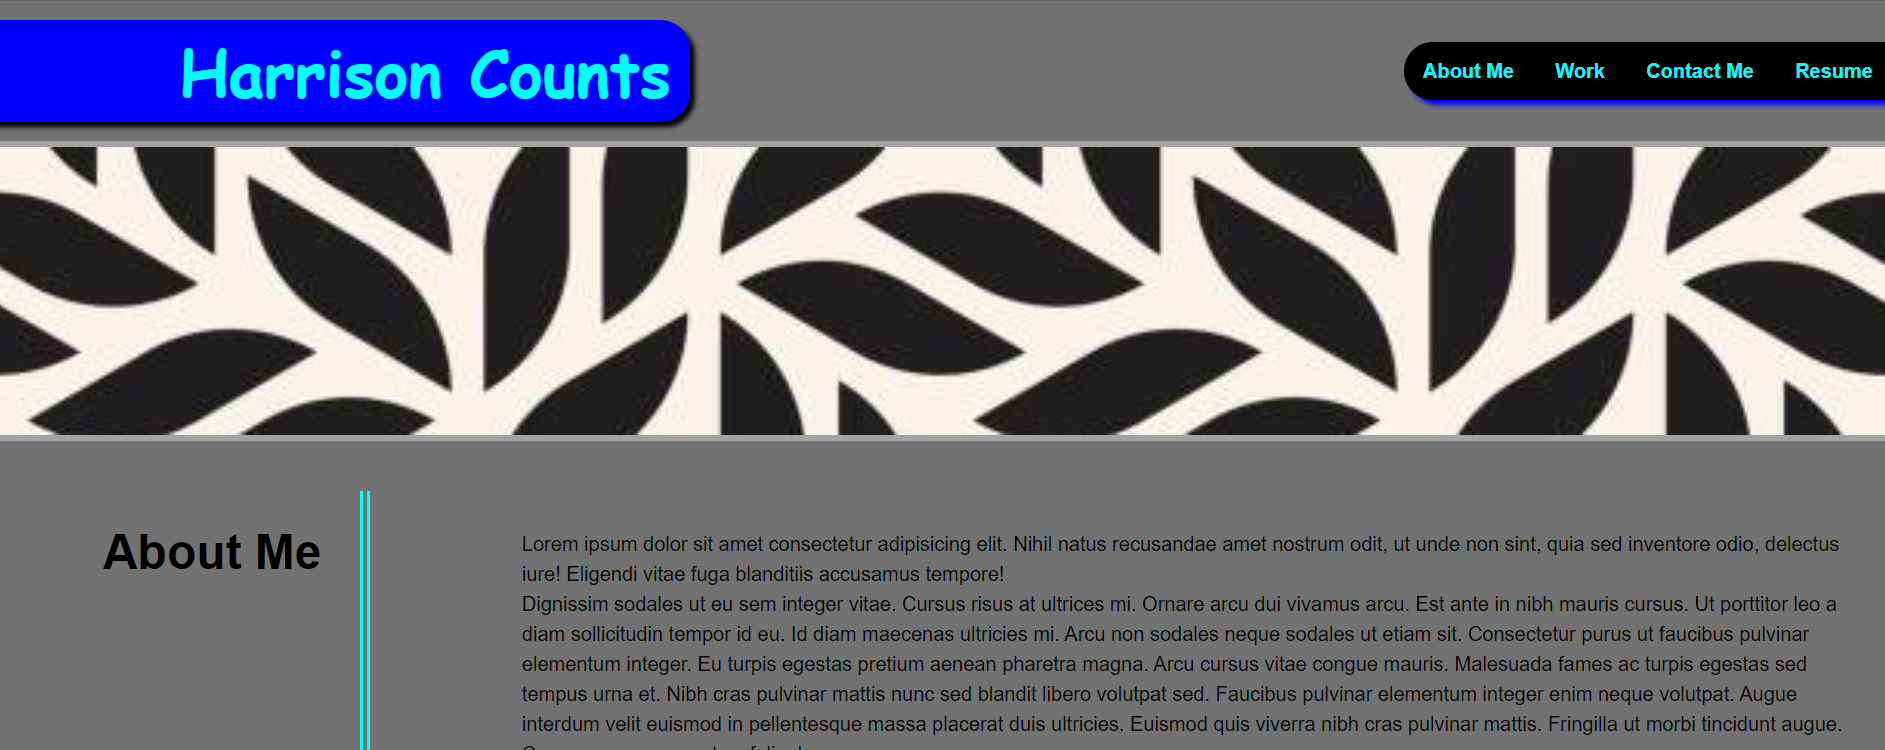 Harrison Counts
About Me Work Contact Me Resume
About Me
Lorem ipsum dolor sit amet consectetur adipisicing elit. Nihil natus recusandae amet nostrum odit, ut unde non sint, quia sed inventore odio, delectus
iure! Eligendi vitae fuga blanditiis accusamus tempore!
Dignissim sodales ut eu sem integer vitae. Cursus risus at ultrices mi. Ornare arcu dui vivamus arcu. Est ante in nibh mauris cursus. Ut porttitor leo a
diam sollicitudin tempor id eu. Id diam maecenas ultricies mi. Arcu non sodales neque sodales ut etiam sit. Consectetur purus ut faucibus pulvinar
elementum integer. Eu turpis egestas pretium aenean pharetra magna. Arcu cursus vitae congue mauris. Malesuada fames ac turpis egestas sed
tempus urna et. Nibh cras pulvinar mattis nunc sed blandit libero volutpat sed. Faucibus pulvinar elementum integer enim neque volutpat. Augue
interdum velit euismod in pellentesque massa placerat duis ultricies. Euismod quis viverra nibh cras pulvinar mattis. Fringilla ut morbi tincidunt augue.